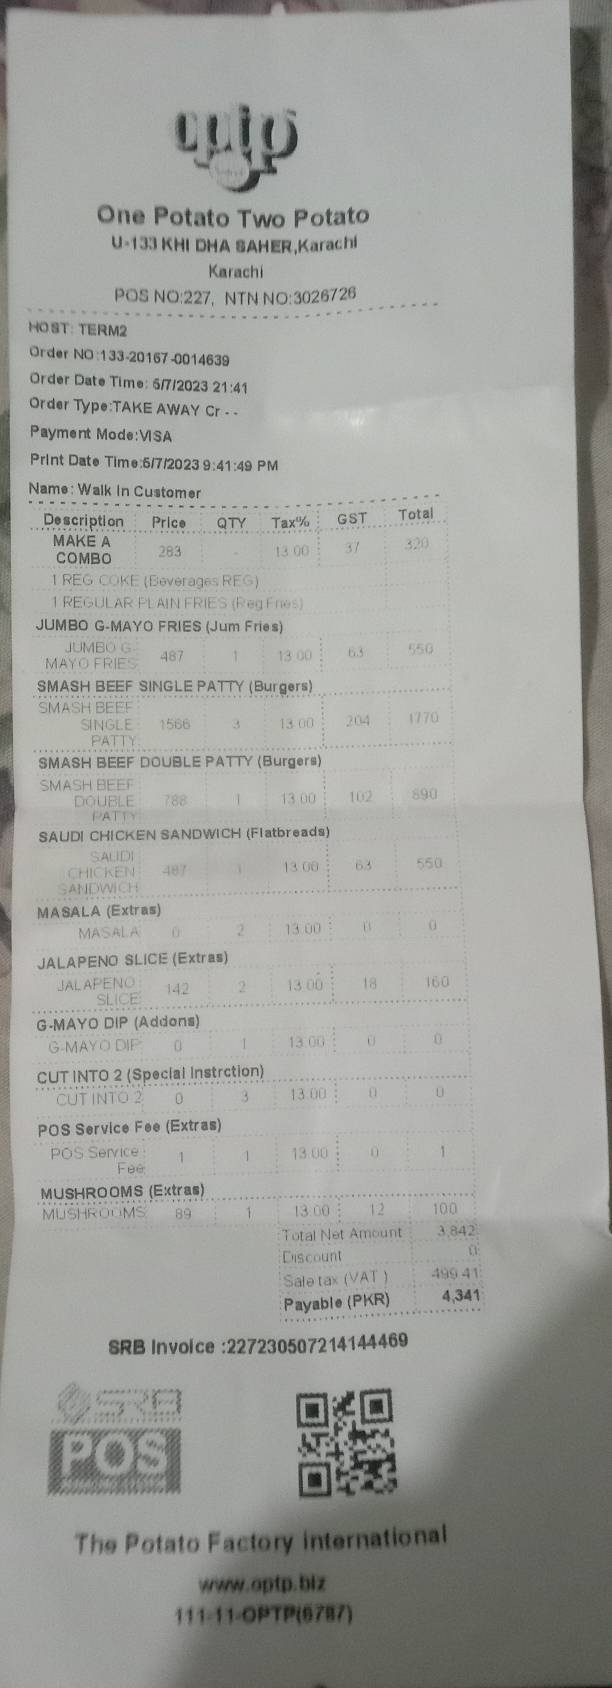 optp
One Potato Two Potato
U-133 KHI DHA SAHER,Karachi
Karachi
POS NO:227, NTN NO:3026726
HOST: TERM2
Order NO:133-20167-0014639
Order Date Time: 5/7/2023 21:41
Order Type:TAKE AWAY Cr - -
Payment Mode:VISA
Print Date Time:5/7/2023 9:41:49 PM
Name: Walk In Customer
Description Price QTY Tax% GST Total
MAKE A
COMBO 283 - 13.00 37 320
1 REG COKE (Beverages REG)
1 REGULAR PLAIN FRIES (Reg Fries)
JUMBO G-MAYO FRIES (Jum Fries)
JUMBO G-
MAYO FRIES 487 1 13.00 63 550
SMASH BEEF SINGLE PATTY (Burgers)
SMASH BEEF
SINGLE 1566 3 13.00 204 1770
PATTY
SMASH BEEF DOUBLE PATTY (Burgers)
SMASH BEEF
DOUBLE 788 1 13.00 102 890
PATTY
SAUDI CHICKEN SANDWICH (Flatbreads)
SAUDI
CHICKEN 487 1 13.00 63 550
SANDWICH
MASALA (Extras)
MASALA 0 2 13.00 0 0
JALAPENO SLICE (Extras)
JALAPENO 142 2 13.00 18 160
SLICE
G-MAYO DIP (Addons)
G-MAYO DIP 0 1 13.00 0 0
CUT INTO 2 (Special Instrction)
CUT INTO 2 0 3 13.00 0 0
POS Service Fee (Extras)
POS Service 1 1 13.00 0 1
Fee
MUSHROOMS (Extras)
MUSHROOMS 89 1 13.00 12 100
Total Net Amount 3,842
Discount 0
Sale tax (VAT ) 499.41
Payable (PKR) 4,341
SRB Invoice :227230507214144469
SRB
POS
The Potato Factory International
www.optp.biz
111-11-OPTP(6787)